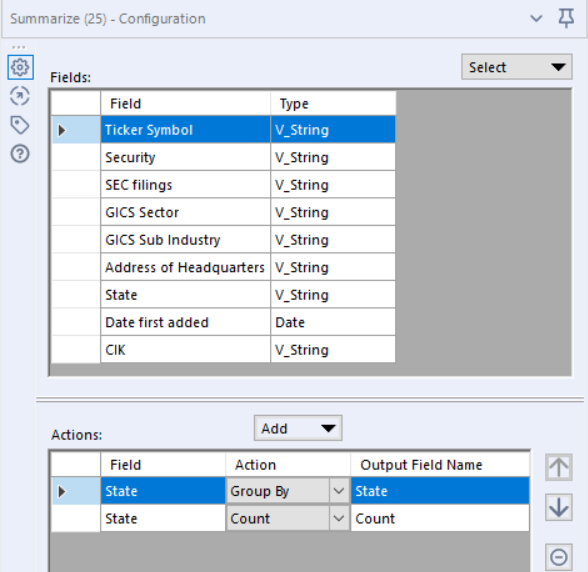 Summarize (25) - Configuration
Select
Fields:
Field Type
Ticker Symbol V_String
Security V_String
SEC filings V_String
GICS Sector V_String
GICS Sub Industry V_String
Address of Headquarters V_String
State V_String
Date first added Date
CIK V_String
Add
Actions:
Field Action Output Field Name
State Group By State
State Count Count